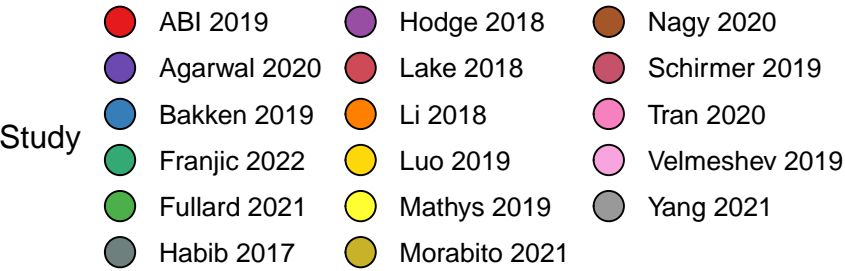 Study
ABI 2019
Agarwal 2020
Bakken 2019
Franjic 2022
Fullard 2021
Habib 2017
Hodge 2018
Lake 2018
Li 2018
Luo 2019
Mathys 2019
Morabito 2021
Nagy 2020
Schirmer 2019
Tran 2020
Velmeshev 2019
Yang 2021